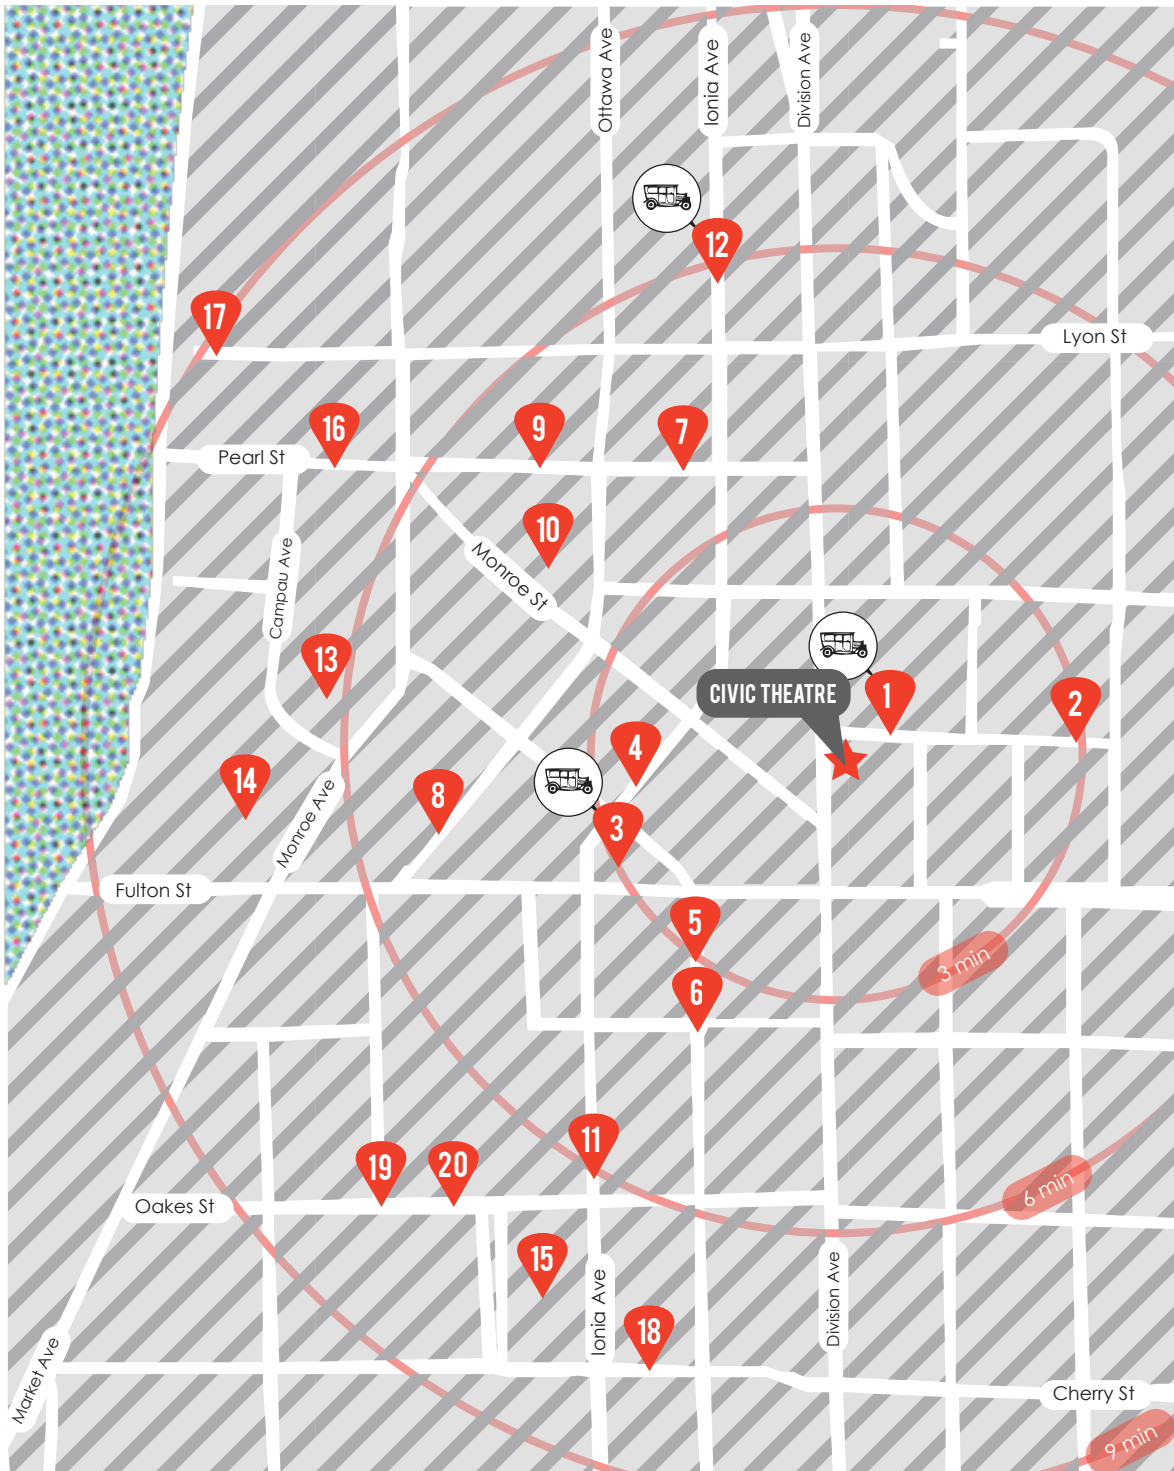 Ottawa Ave
Ionia Ave
Division Ave
12
17
Lyon St
16
9
7
Pearl St
10
Monroe St
Campau Ave
13
CIVIC THEATRE
1
2
4
14
8
3
Monroe Ave
Fulton St
5
3 min
6
11
6 min
19
20
Oakes St
15
Ionia Ave
Division Ave
18
Market Ave
Cherry St
9 min